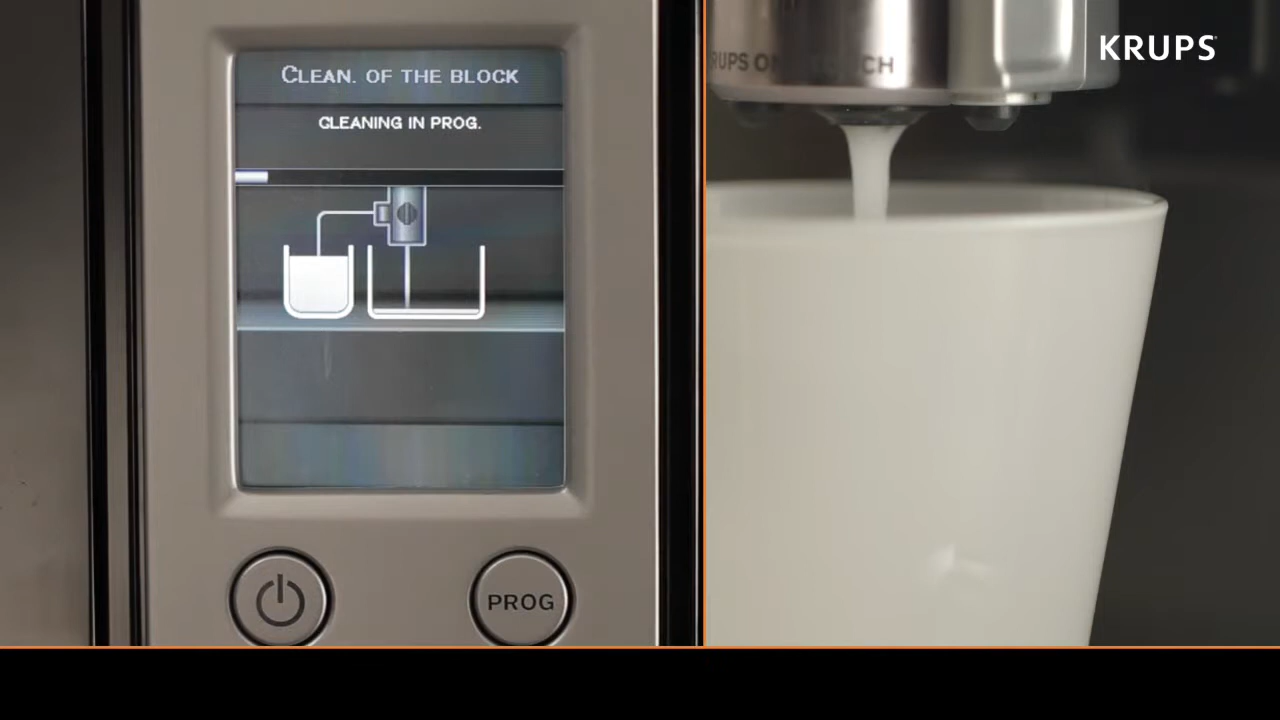 CLEAN. OF THE BLOCK
CLEANING IN PROG.
PROG
KRUPS